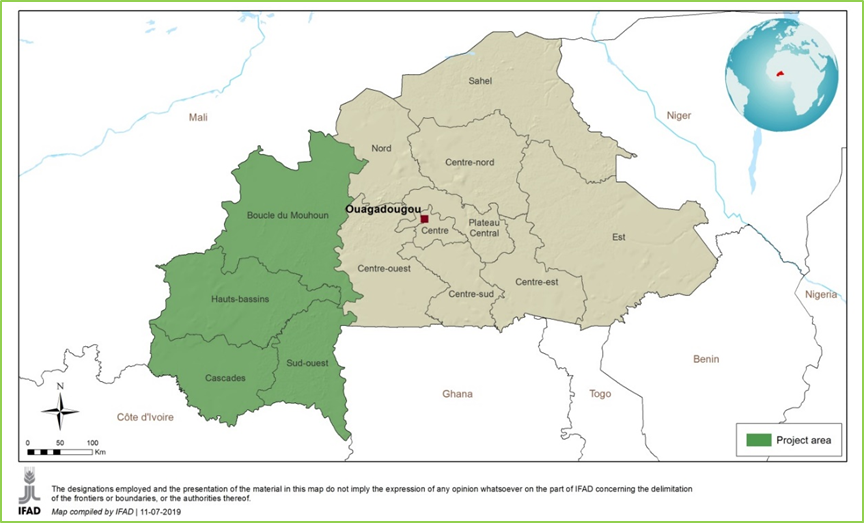 Sahel
Mali
Niger
Nord
Centre-nord
Ouagadougou
Boucle du Mouhoun
Centre
Plateau
Central
Est
Centre-ouest
Centre-est
Centre-sud
Hauts-bassins
Nigeria
Sud-ouest
Cascades
Benin
Ghana
Togo
Côte d'Ivoire
N
0 50 100
Km
Project area
IFAD
The designations employed and the presentation of the material in this map do not imply the expression of any opinion whatsoever on the part of IFAD concerning the delimitation
of the frontiers or boundaries, or the authorities thereof.
Map compiled by IFAD | 11-07-2019